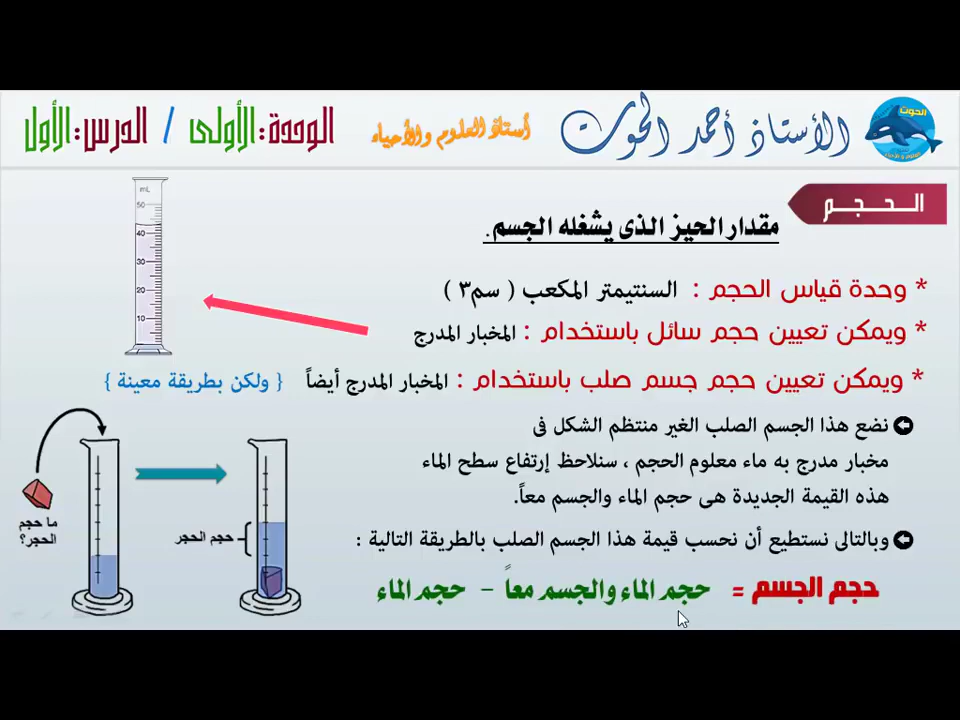 الحوت
العلوم والأحياء
الأستاذ أحمد الحوت
أستاذ العلوم والأحياء
الوحدة : الأولى / الدرس : الأول
الـحـجـم
مقدار الحيز الذى يشغله الجسم .
* وحدة قياس الحجم : السنتيمتر المكعب ( سم٣ )
* ويمكن تعيين حجم سائل باستخدام : المخبار المدرج
* ويمكن تعيين حجم جسم صلب باستخدام : المخبار المدرج أيضاً { ولكن بطريقة معينة }
نضع هذا الجسم الصلب الغير منتظم الشكل فى
مخبار مدرج به ماء معلوم الحجم ، سنلاحظ إرتفاع سطح الماء
هذه القيمة الجديدة هى حجم الماء والجسم معاً.
وبالتالى نستطيع أن نحسب قيمة هذا الجسم الصلب بالطريقة التالية :
حجم الجسم = حجم الماء والجسم معاً – حجم الماء
mL
50
40
30
20
10
ما حجم
الحجر؟
حجم الحجر